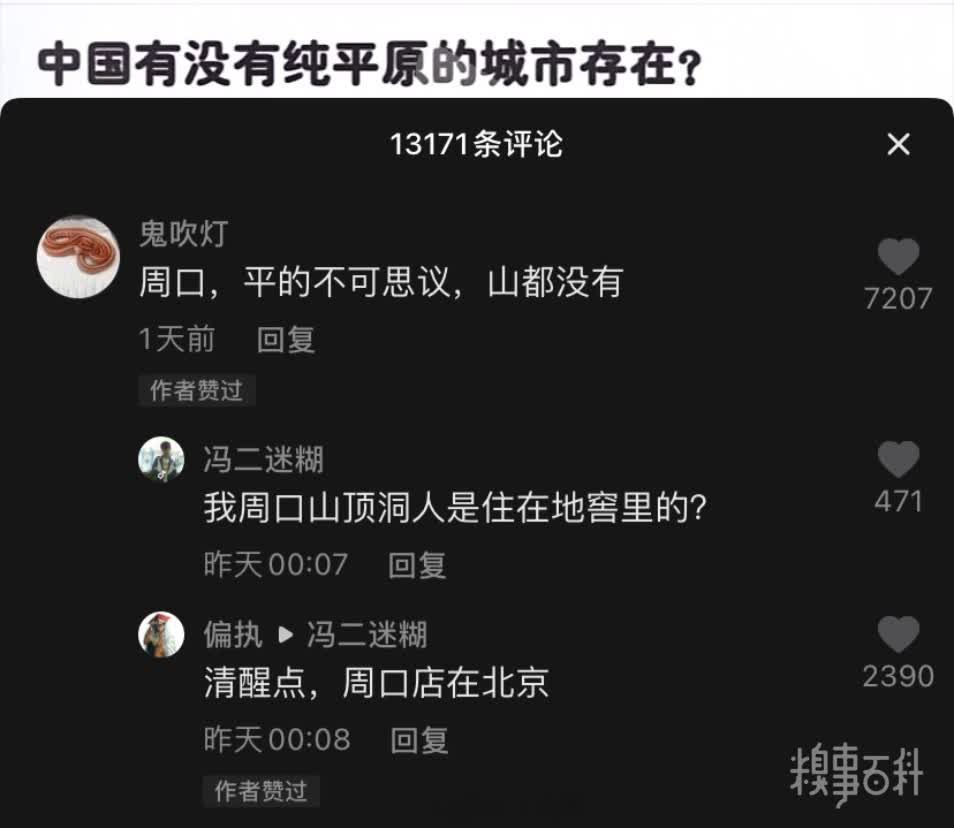 中国有没有纯平原的城市存在?
13171条评论
鬼吹灯
周口，平的不可思议，山都没有
7207
1天前 回复
作者赞过
冯二迷糊
我周口山顶洞人是住在地窖里的?
471
昨天00:07 回复
偏执 ▶ 冯二迷糊
清醒点，周口店在北京
2390
昨天00:08 回复
作者赞过
糗事百科